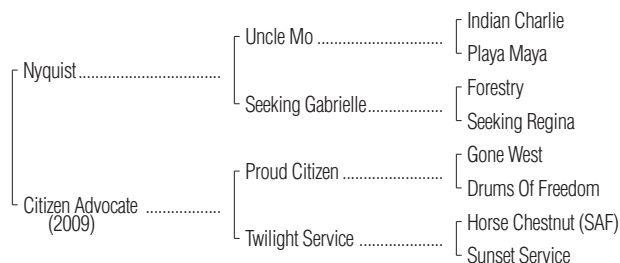 Indian Charlie
Uncle Mo ................................
Playa Maya
Nyquist....................................
Forestry
Seeking Gabrielle...................
Seeking Regina
Gone West
Proud Citizen .........................
Drums Of Freedom
Citizen Advocate ...................
(2009)
Horse Chestnut (SAF)
Twilight Service .....................
Sunset Service